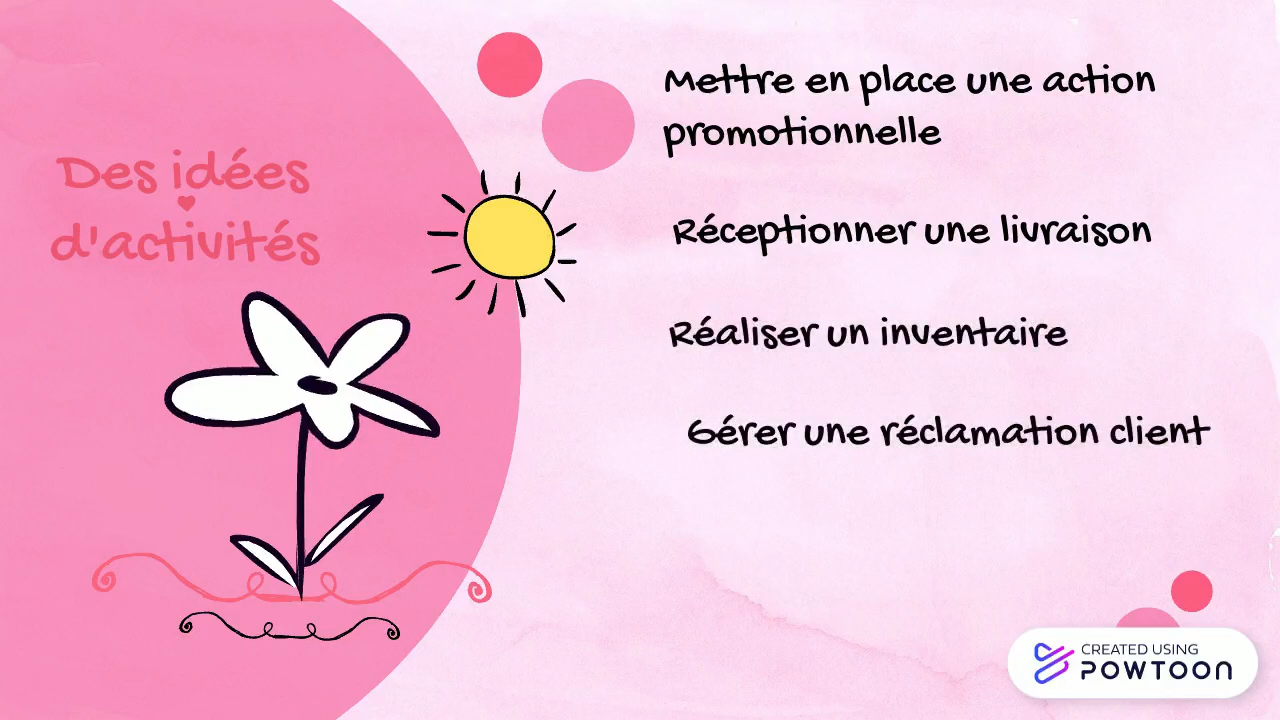 Des idées
d'activités
Mettre en place une action
promotionnelle
Réceptionner une livraison
Réaliser un inventaire
Gérer une réclamation client
CREATED USING
POWTOON